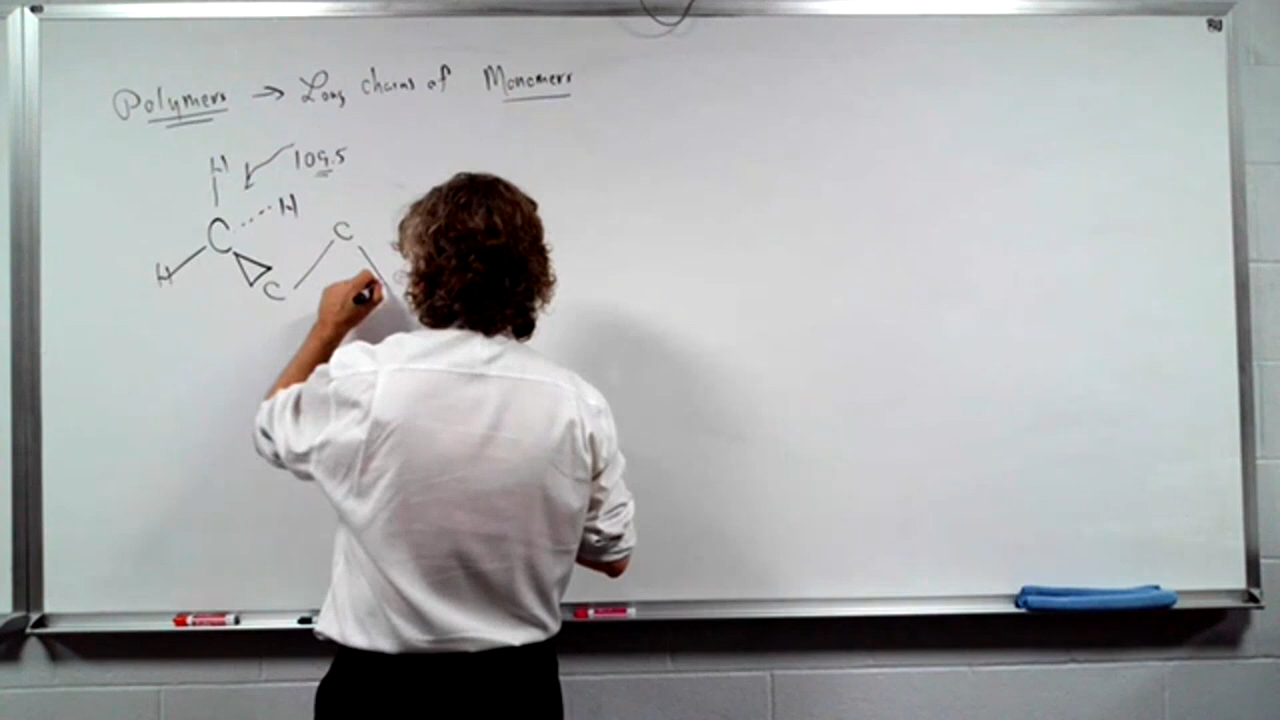 Polymers → Long chains of Monomers
H 109.5
C H
H C
C